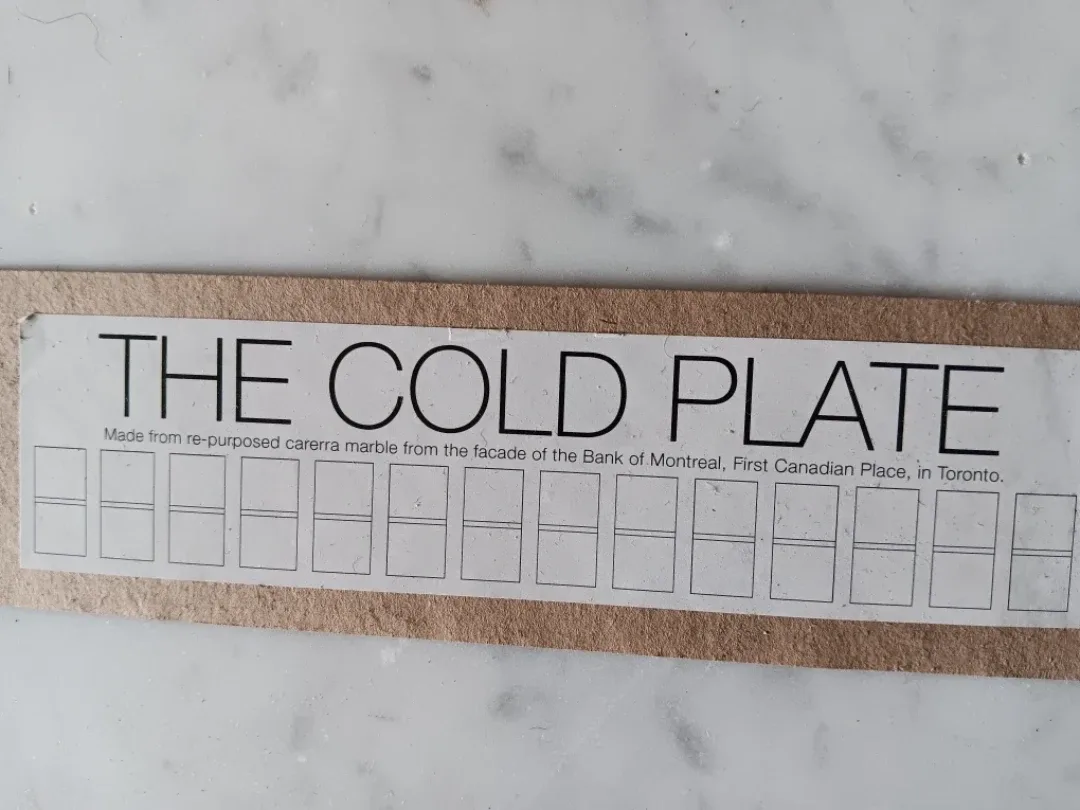 THE COLD PLATE
Made from re-purposed carerra marble from the facade of the Bank of Montreal, First Canadian Place, in Toronto.